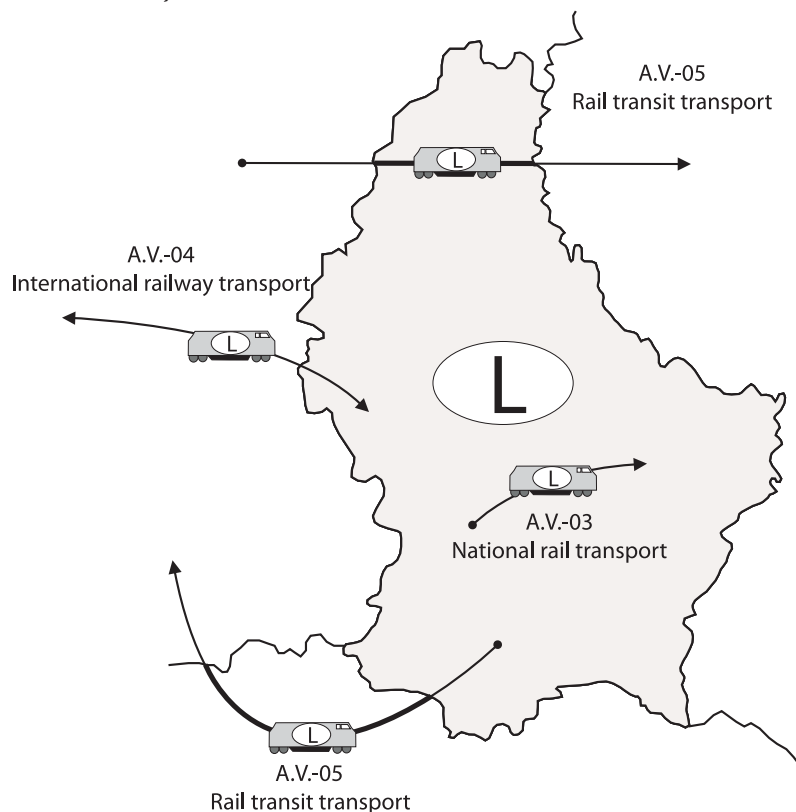 A.V.-05
Rail transit transport
L
A.V.-04
International railway transport
L
L
L
A.V.-03
National rail transport
L
A.V.-05
Rail transit transport